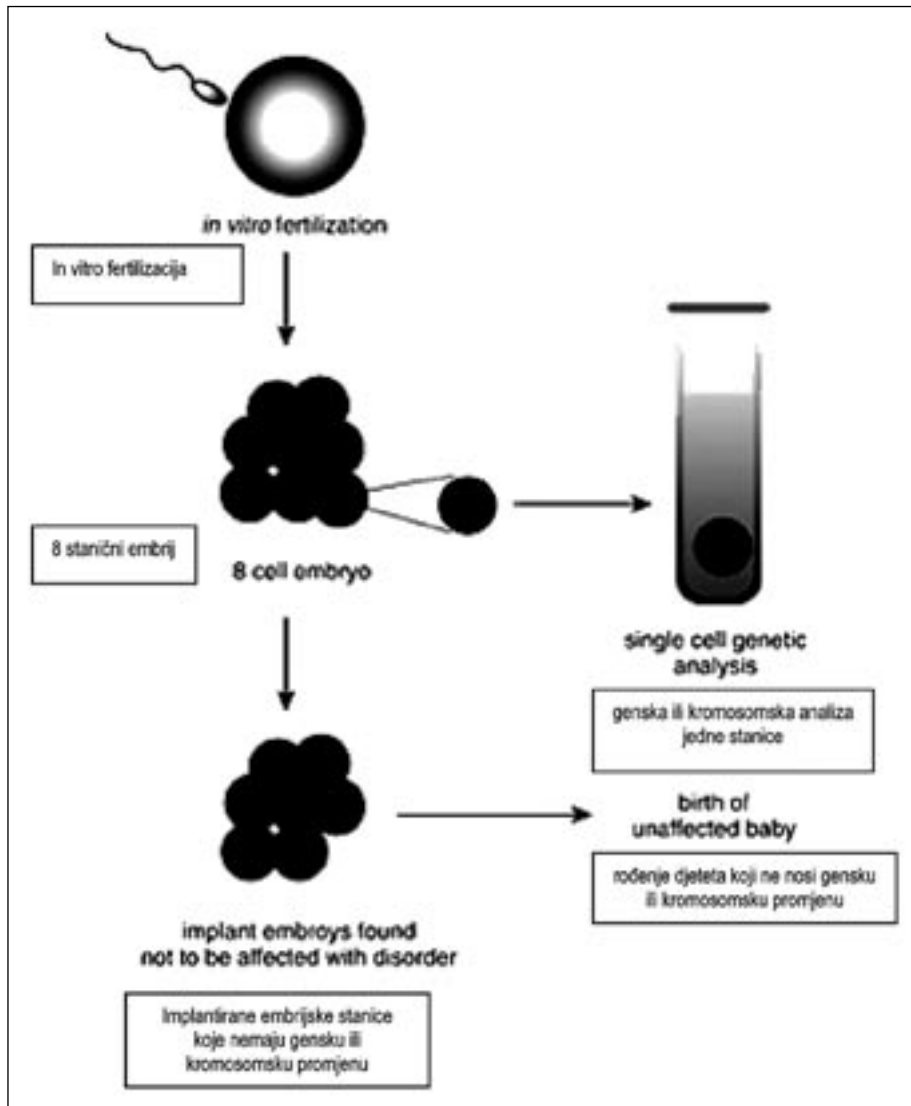 in vitro fertilization
In vitro fertilizacija
8 stanični embrij
8 cell embryo
single cell genetic
analysis
genska ili kromosomska analiza
jedne stanice
birth of
unaffected baby
rođenje djeteta koji ne nosi gensku
ili kromosomsku promjenu
implant embroys found
not to be affected with disorder
Implantirane embrijske stanice
koje nemaju gensku ili
kromosomsku promjenu